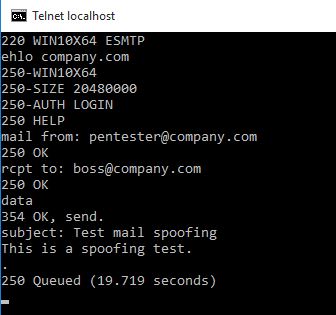 Telnet localhost
220 WIN10X64 ESMTP
ehlo company.com
250-WIN10X64
250-SIZE 20480000
250-AUTH LOGIN
250 HELP
mail from: pentester@company.com
250 OK
rcpt to: boss@company.com
250 OK
data
354 OK, send.
subject: Test mail spoofing
This is a spoofing test.
.
250 Queued (19.719 seconds)